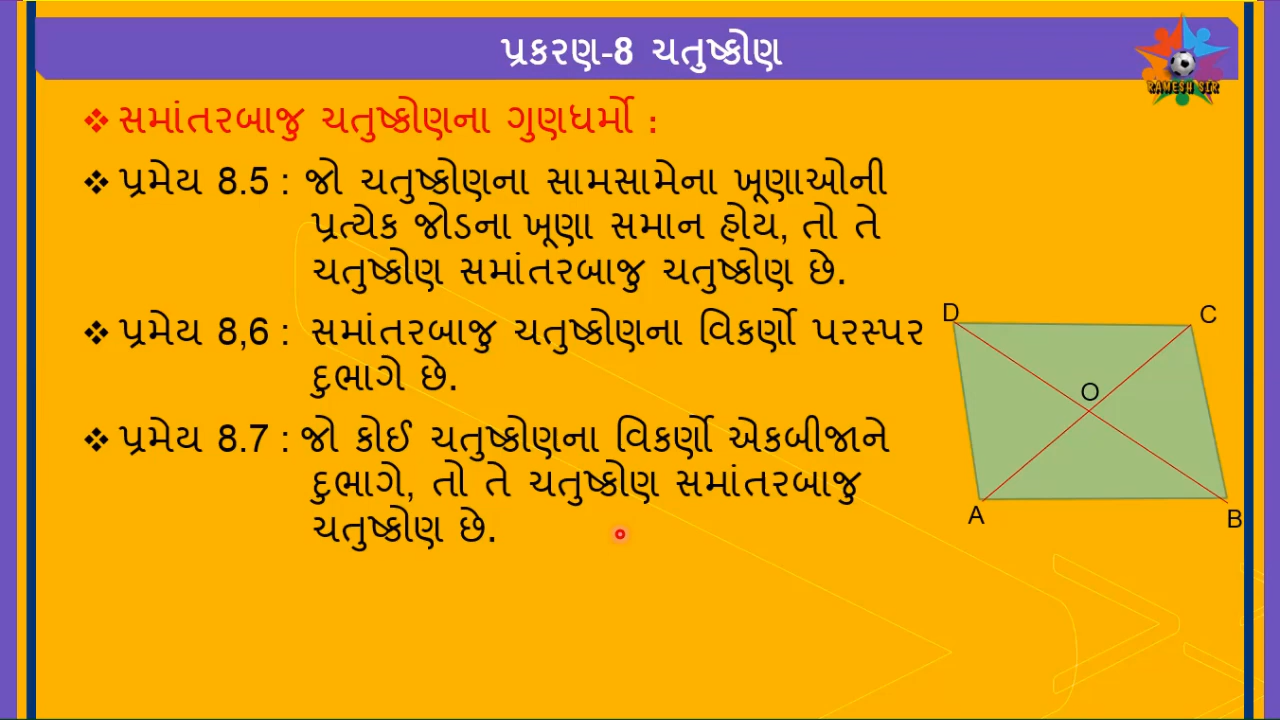 પ્રકરણ-8 ચતુષ્કોણ
RAMESH SIR
❖ સમાંતરબાજુ ચતુષ્કોણના ગુણધર્મો :
❖ પ્રમેય 8.5 : જો ચતુષ્કોણના સામસામેના ખૂણાઓની
પ્રત્યેક જોડના ખૂણા સમાન હોય, તો તે
ચતુષ્કોણ સમાંતરબાજુ ચતુષ્કોણ છે.
❖ પ્રમેય 8,6 : સમાંતરબાજુ ચતુષ્કોણના વિકર્ણો પરસ્પર
દુભાગે છે.
❖ પ્રમેય 8.7 : જો કોઈ ચતુષ્કોણના વિકર્ણો એકબીજાને
દુભાગે, તો તે ચતુષ્કોણ સમાંતરબાજુ
ચતુષ્કોણ છે.
D C
O
A B